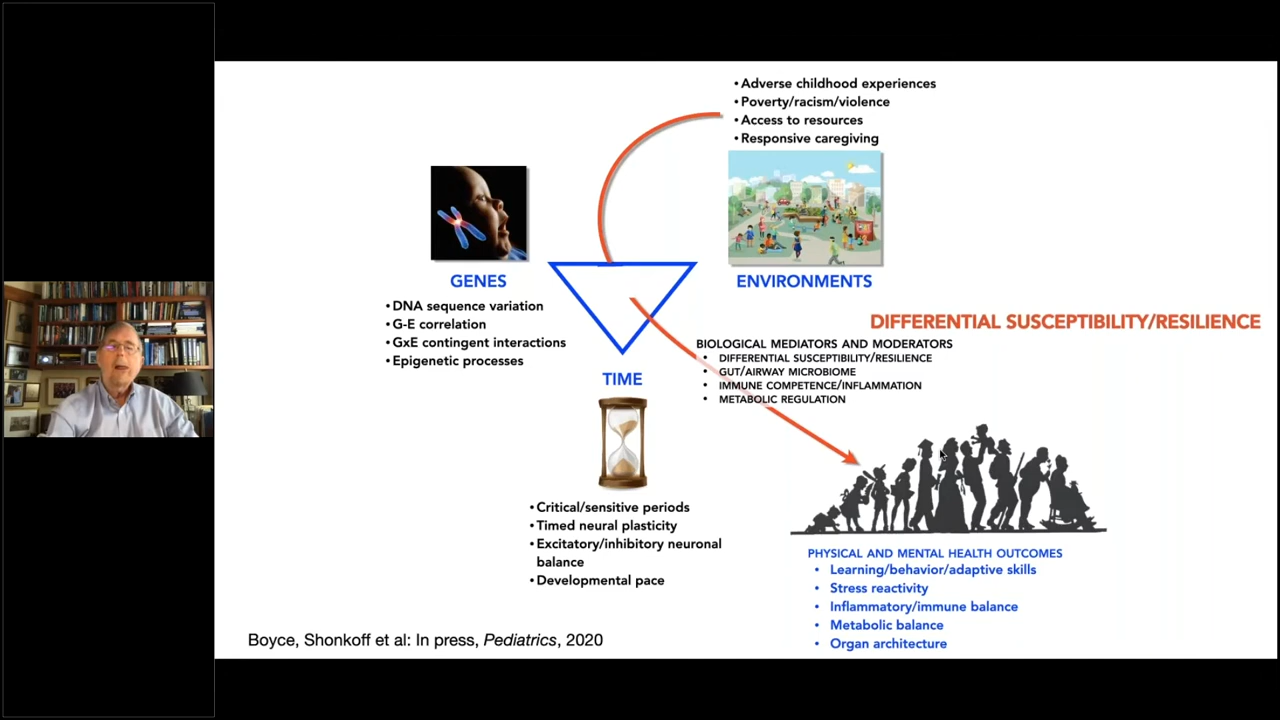 • Adverse childhood experiences
• Poverty/racism/violence
• Access to resources
• Responsive caregiving
GENES
ENVIRONMENTS
• DNA sequence variation
• G-E correlation
• GxE contingent interactions
• Epigenetic processes
DIFFERENTIAL SUSCEPTIBILITY/RESILIENCE
BIOLOGICAL MEDIATORS AND MODERATORS
• DIFFERENTIAL SUSCEPTIBILITY/RESILIENCE
• GUT/AIRWAY MICROBIOME
• IMMUNE COMPETENCE/INFLAMMATION
• METABOLIC REGULATION
TIME
• Critical/sensitive periods
• Timed neural plasticity
• Excitatory/inhibitory neuronal
balance
• Developmental pace
PHYSICAL AND MENTAL HEALTH OUTCOMES
• Learning/behavior/adaptive skills
• Stress reactivity
• Inflammatory/immune balance
• Metabolic balance
• Organ architecture
Boyce, Shonkoff et al: In press, Pediatrics, 2020